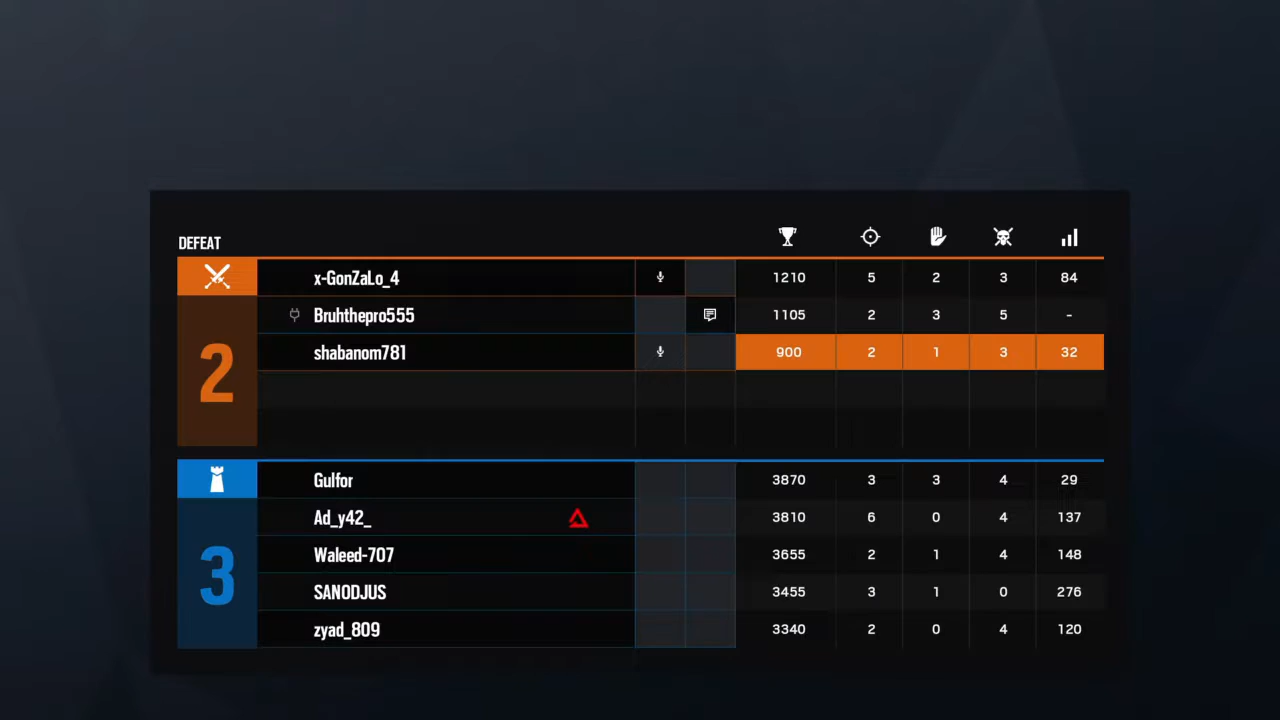 DEFEAT
x-GonZaLo_4 1210 5 2 3 84
Bruhthepro555 1105 2 3 5 -
shabanom781 900 2 1 3 32
2
Gulfor 3870 3 3 4 29
Ad_y42_ 3810 6 0 4 137
Waleed-707 3655 2 1 4 148
3
SANODJUS 3455 3 1 0 276
zyad_809 3340 2 0 4 120